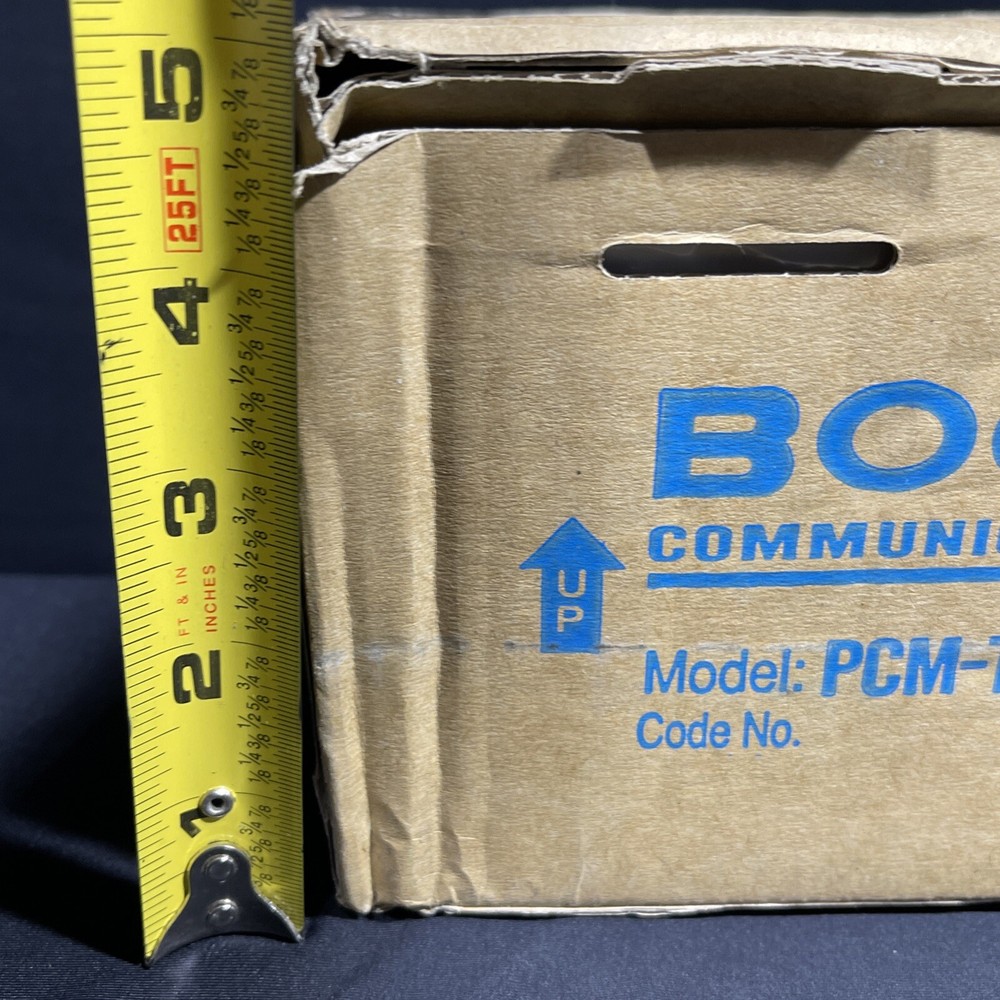 5
25FT
4
3
FT & IN
INCHES
2
1
BO
COMMUNI
UP
Model: PCM-
Code No.